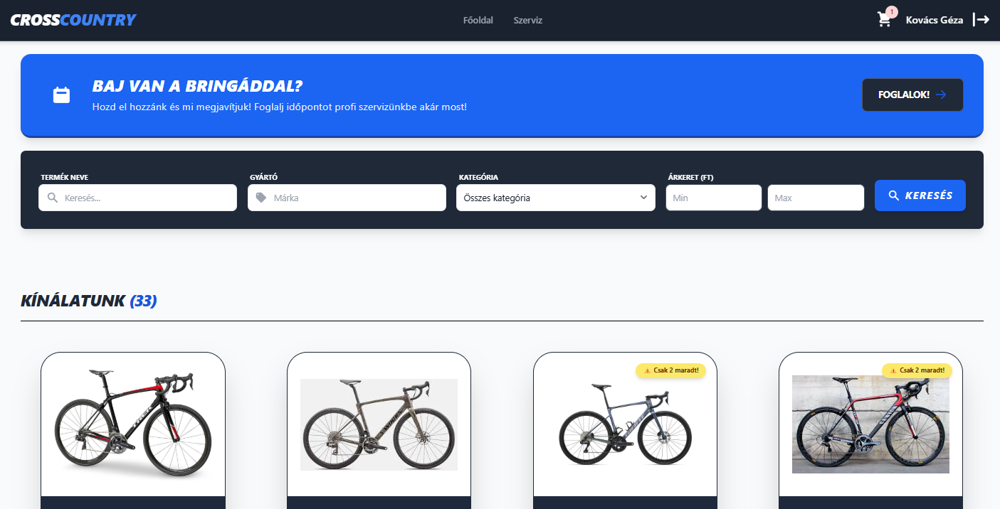 CROSSCOUNTRY
Főoldal
Szerviz
1
Kovács Géza
BAJ VAN A BRINGÁDDAL?
Hozd el hozzánk és mi megjavítjuk! Foglalj időpontot profi szervizünkbe akár most!
FOGLALOK!
TERMÉK NEVE
Keresés...
GYÁRTÓ
Márka
KATEGÓRIA
Összes kategória
ÁRKERET (FT)
Min
Max
KERESÉS
KÍNÁLATUNK (33)
TREK
Csak 2 maradt!
Csak 2 maradt!
CANYON